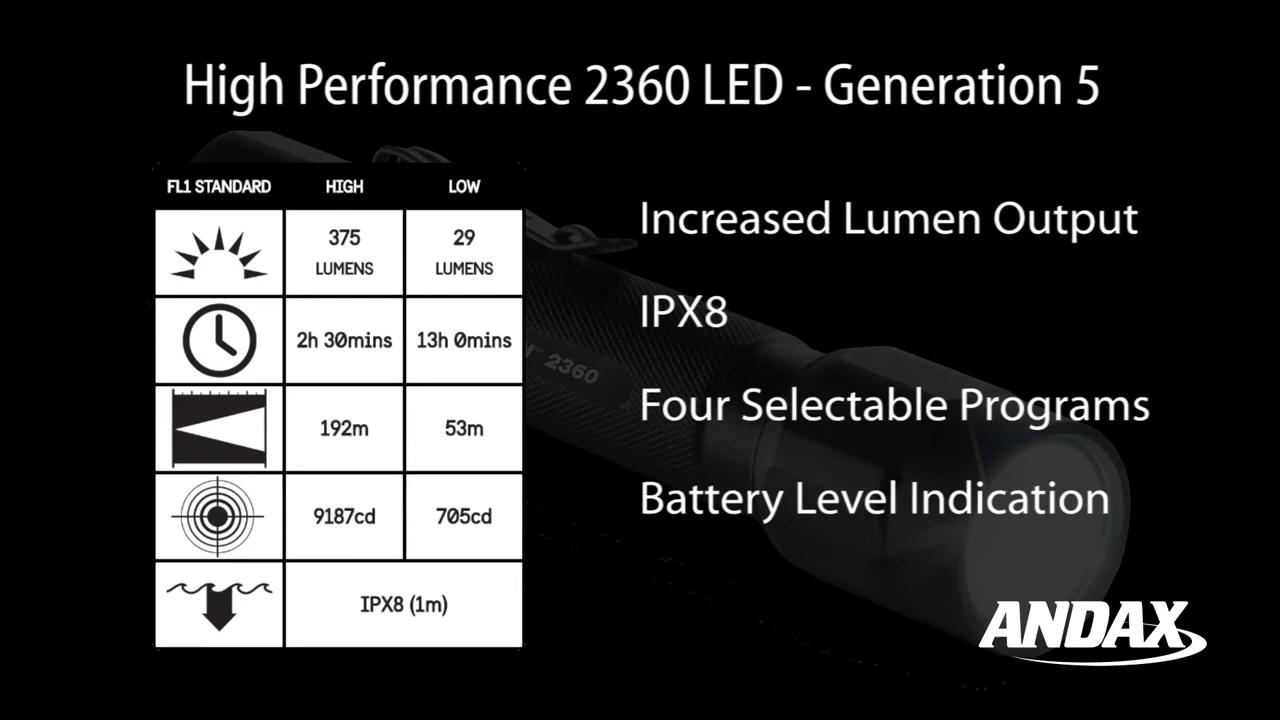 High Performance 2360 LED - Generation 5
FL1 STANDARD HIGH LOW
375 LUMENS 29 LUMENS
2h 30mins 13h 0mins
192m 53m
9187cd 705cd
IPX8 (1m)
Increased Lumen Output
IPX8
Four Selectable Programs
Battery Level Indication
2360
ANDAX